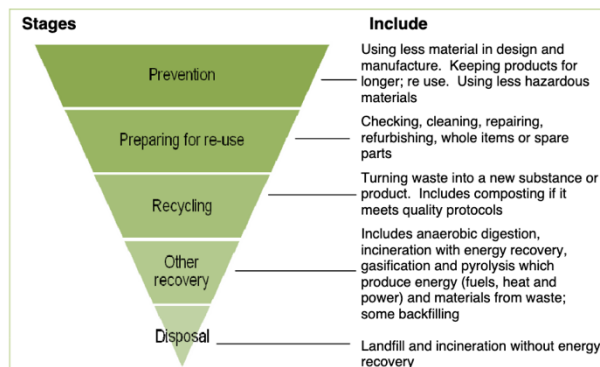 Stages
Include
Prevention
Using less material in design and
manufacture. Keeping products for
longer; re use. Using less hazardous
materials
Preparing for re-use
Checking, cleaning, repairing,
refurbishing, whole items or spare
parts
Recycling
Turning waste into a new substance or
product. Includes composting if it
meets quality protocols
Other
recovery
Includes anaerobic digestion,
incineration with energy recovery,
gasification and pyrolysis which
produce energy (fuels, heat and
power) and materials from waste;
some backfilling
Disposal
Landfill and incineration without energy
recovery